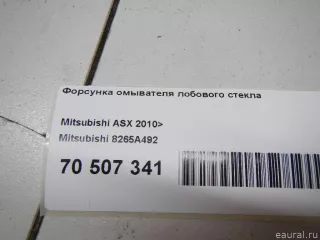 Форсунка омывателя лобового стекла
Mitsubishi ASX 2010>
Mitsubishi 8265A492
70 507 341
eaural.ru